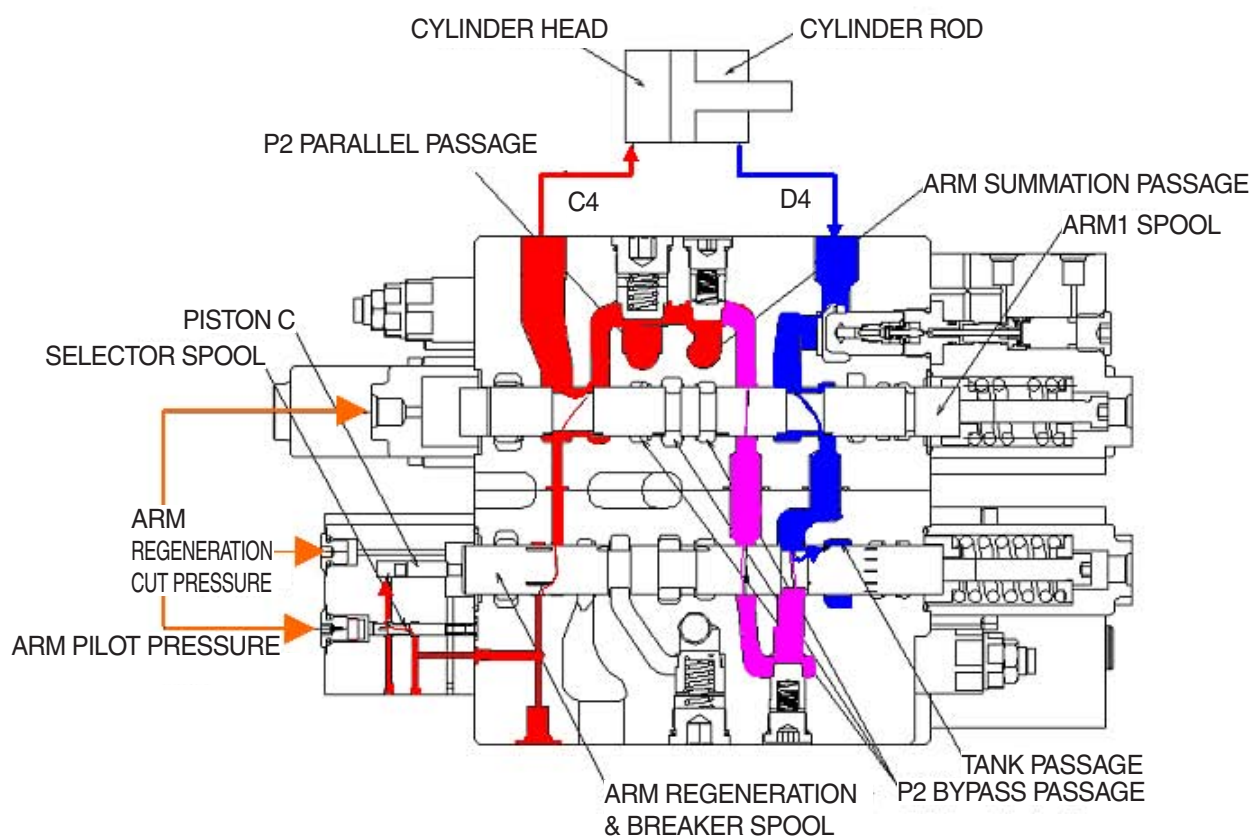 CYLINDER HEAD
CYLINDER ROD
P2 PARALLEL PASSAGE
C4
D4
ARM SUMMATION PASSAGE
ARM1 SPOOL
PISTON C
SELECTOR SPOOL
ARM
REGENERATION
CUT PRESSURE
ARM PILOT PRESSURE
TANK PASSAGE
P2 BYPASS PASSAGE
ARM REGENERATION
& BREAKER SPOOL